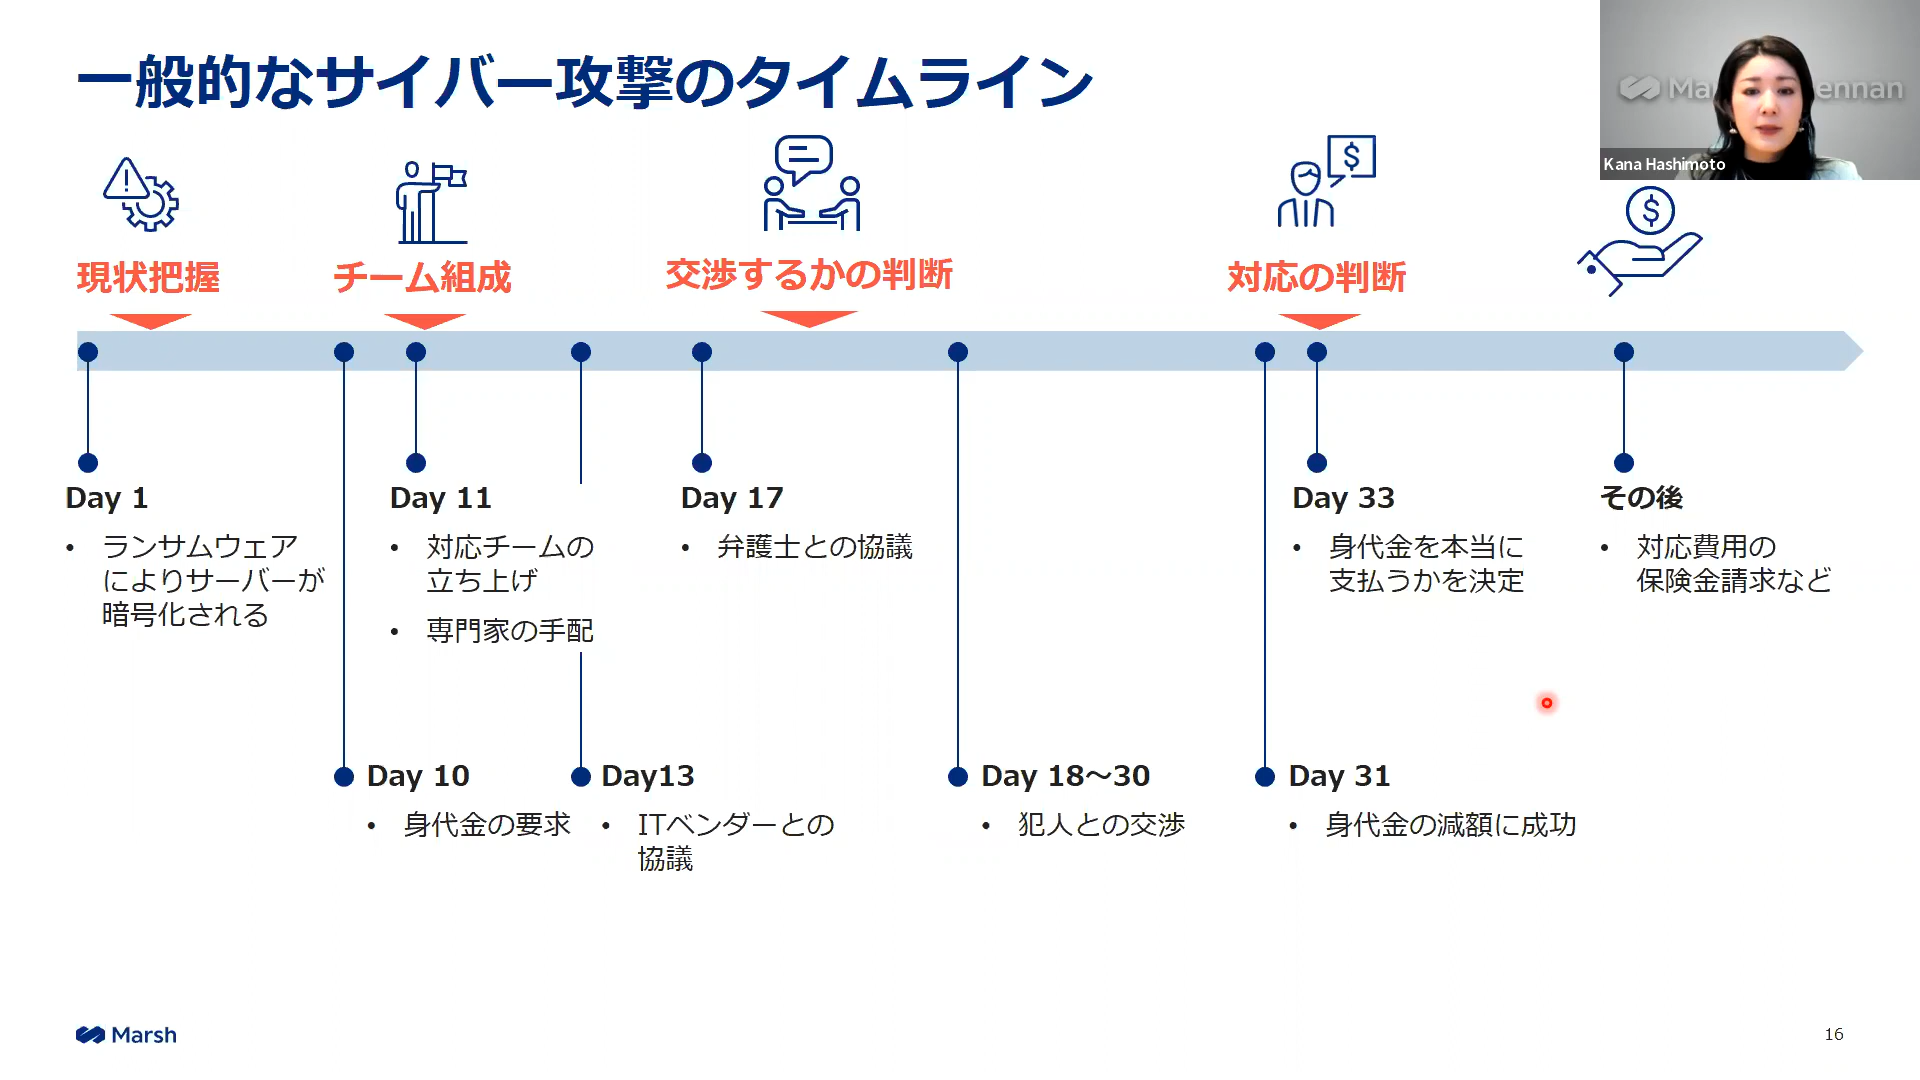 一般的なサイバー攻撃のタイムライン
Kana Hashimoto
現状把握
チーム組成
交渉するかの判断
対応の判断
Day 1
• ランサムウェア
によりサーバーが
暗号化される
Day 11
• 対応チームの
立ち上げ
• 専門家の手配
Day 17
• 弁護士との協議
Day 33
• 身代金を本当に
支払うかを決定
その後
• 対応費用の
保険金請求など
Day 10
• 身代金の要求
Day13
• ITベンダーとの
協議
Day 18～30
• 犯人との交渉
Day 31
• 身代金の減額に成功
Marsh
16